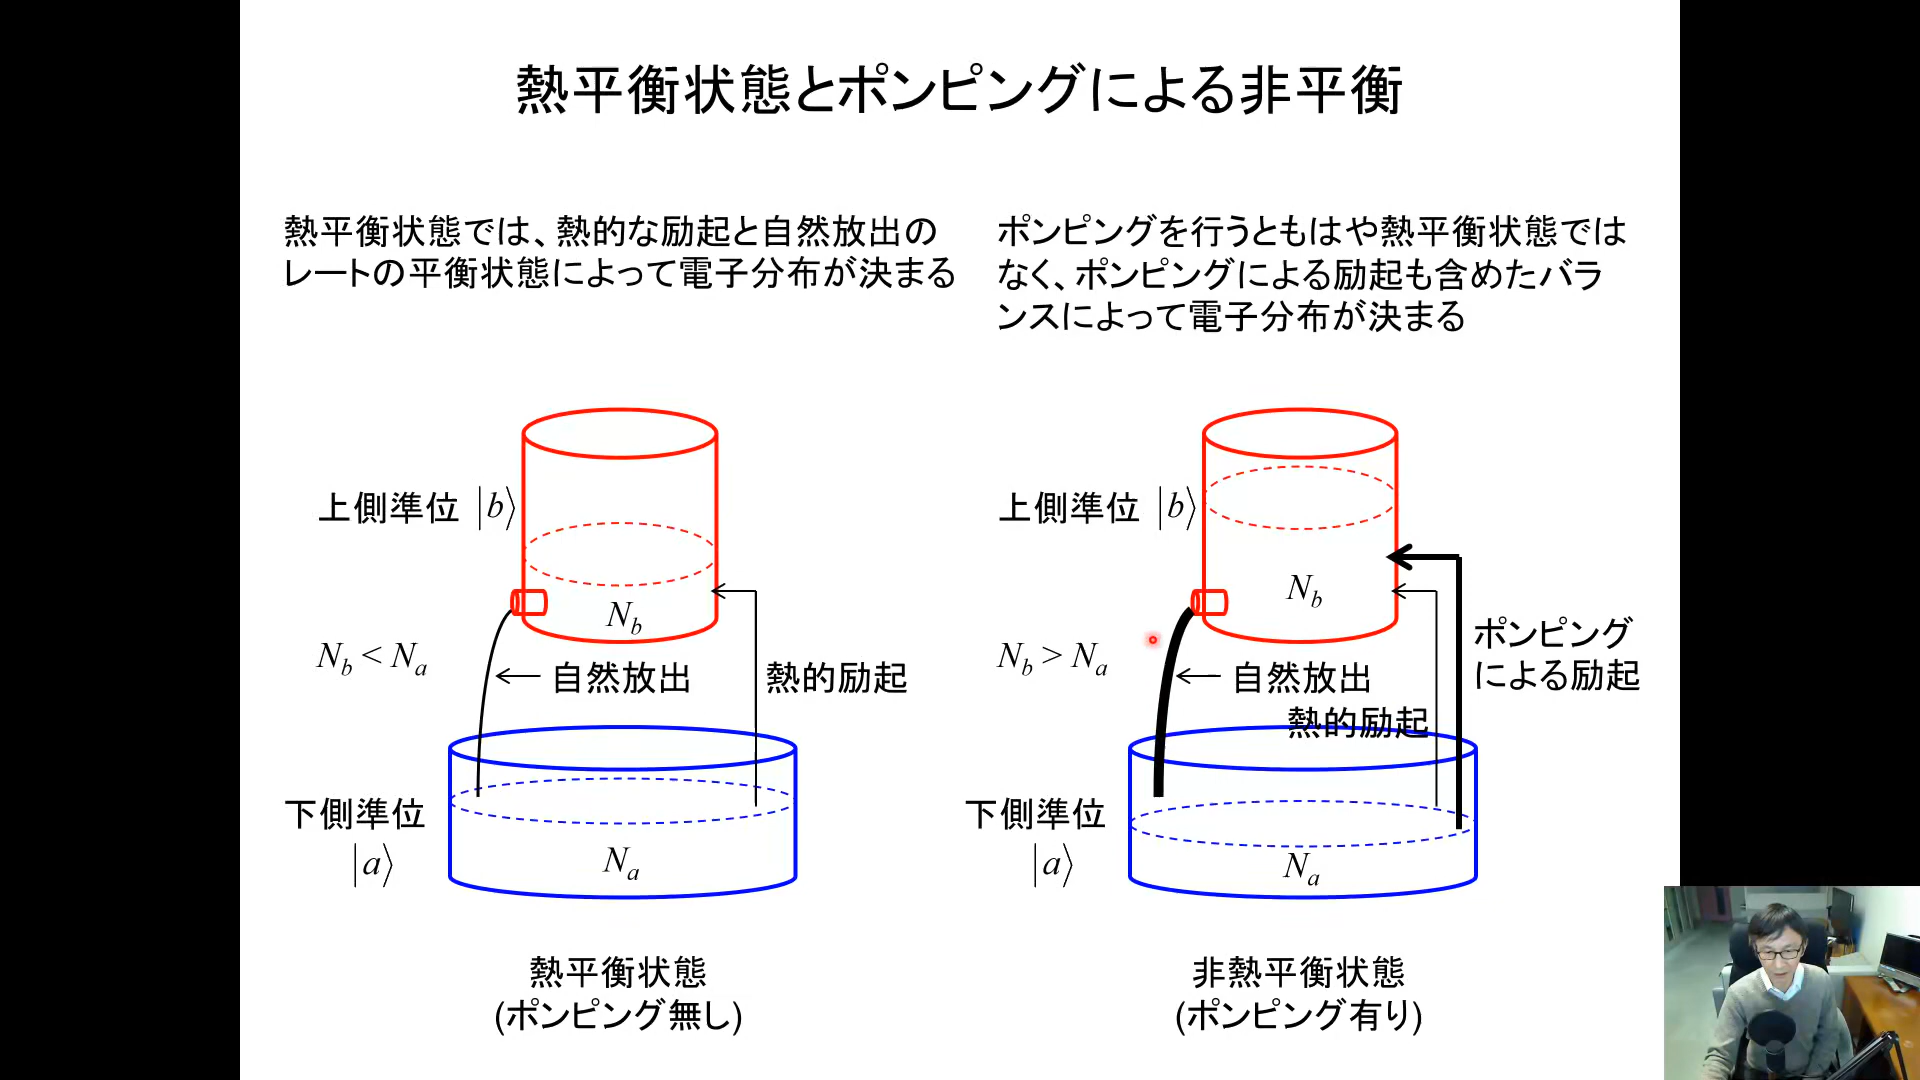 熱平衡状態とポンピングによる非平衡
熱平衡状態では、熱的な励起と自然放出の
レートの平衡状態によって電子分布が決まる
ポンピングを行うともはや熱平衡状態では
なく、ポンピングによる励起も含めたバラ
ンスによって電子分布が決まる
上側準位 |b⟩
N_b
N_b < N_a
自然放出
熱的励起
下側準位
|a⟩
N_a
熱平衡状態
(ポンピング無し)
上側準位 |b⟩
N_b
N_b > N_a
自然放出
熱的励起
ポンピング
による励起
下側準位
|a⟩
N_a
非熱平衡状態
(ポンピング有り)